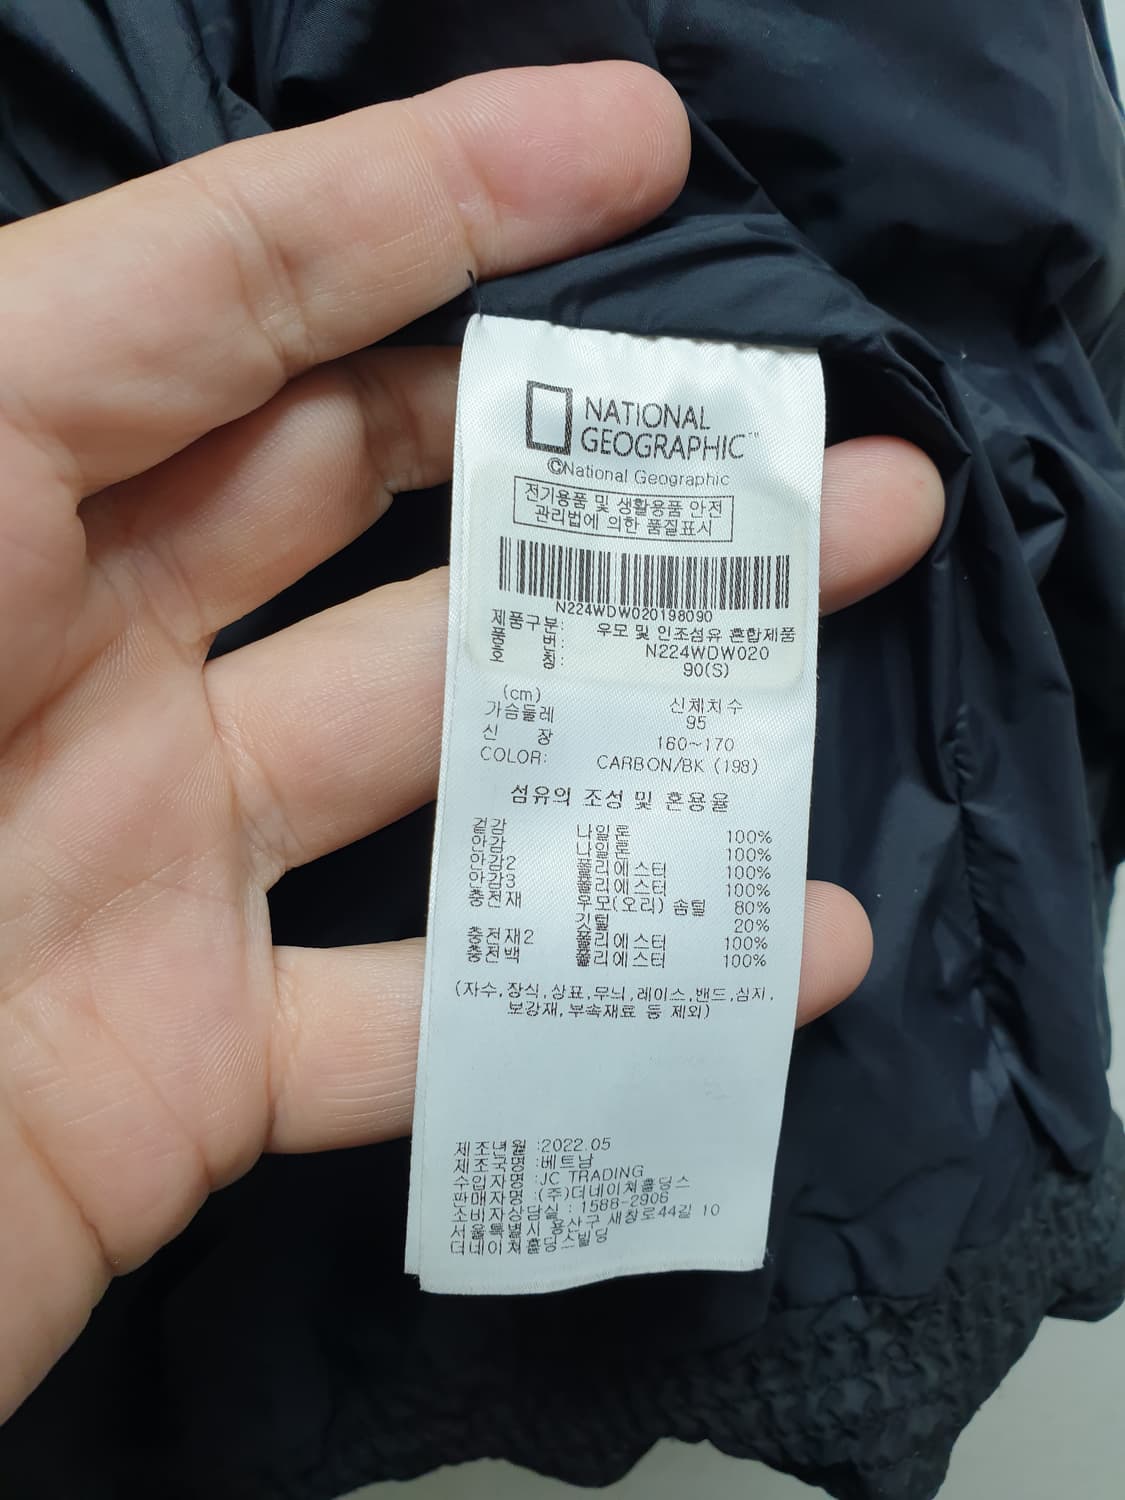 NATIONAL
GEOGRAPHIC™
©National Geographic
전기용품 및 생활용품 안전
관리법에 의한 품질표시
N224WDW020198090
제품구분: 우모 및 인조섬유 혼합제품
품 번: N224WDW020
호 칭: 90(S)
(cm) 신체치수
가슴둘레 95
신 장 160~170
COLOR: CARBON/BK (198)
섬유의 조성 및 혼용율
겉감 나일론 100%
안감 나일론 100%
안감2 폴리에스터 100%
안감3 폴리에스터 100%
충전재 우모(오리) 솜털 80%
깃털 20%
충전재2 폴리에스터 100%
충전백 폴리에스터 100%
(자수,장식,상표,무늬,레이스,밴드,심지,
보강재,부속재료 등 제외)
제조년월 :2022.05
제조국명 :베트남
수입자명 :JC TRADING
판매자명 :(주)더네이쳐홀딩스
소비자상담실 : 1588-2906
서울특별시 용산구 새창로44길 10
더네이쳐홀딩스빌딩